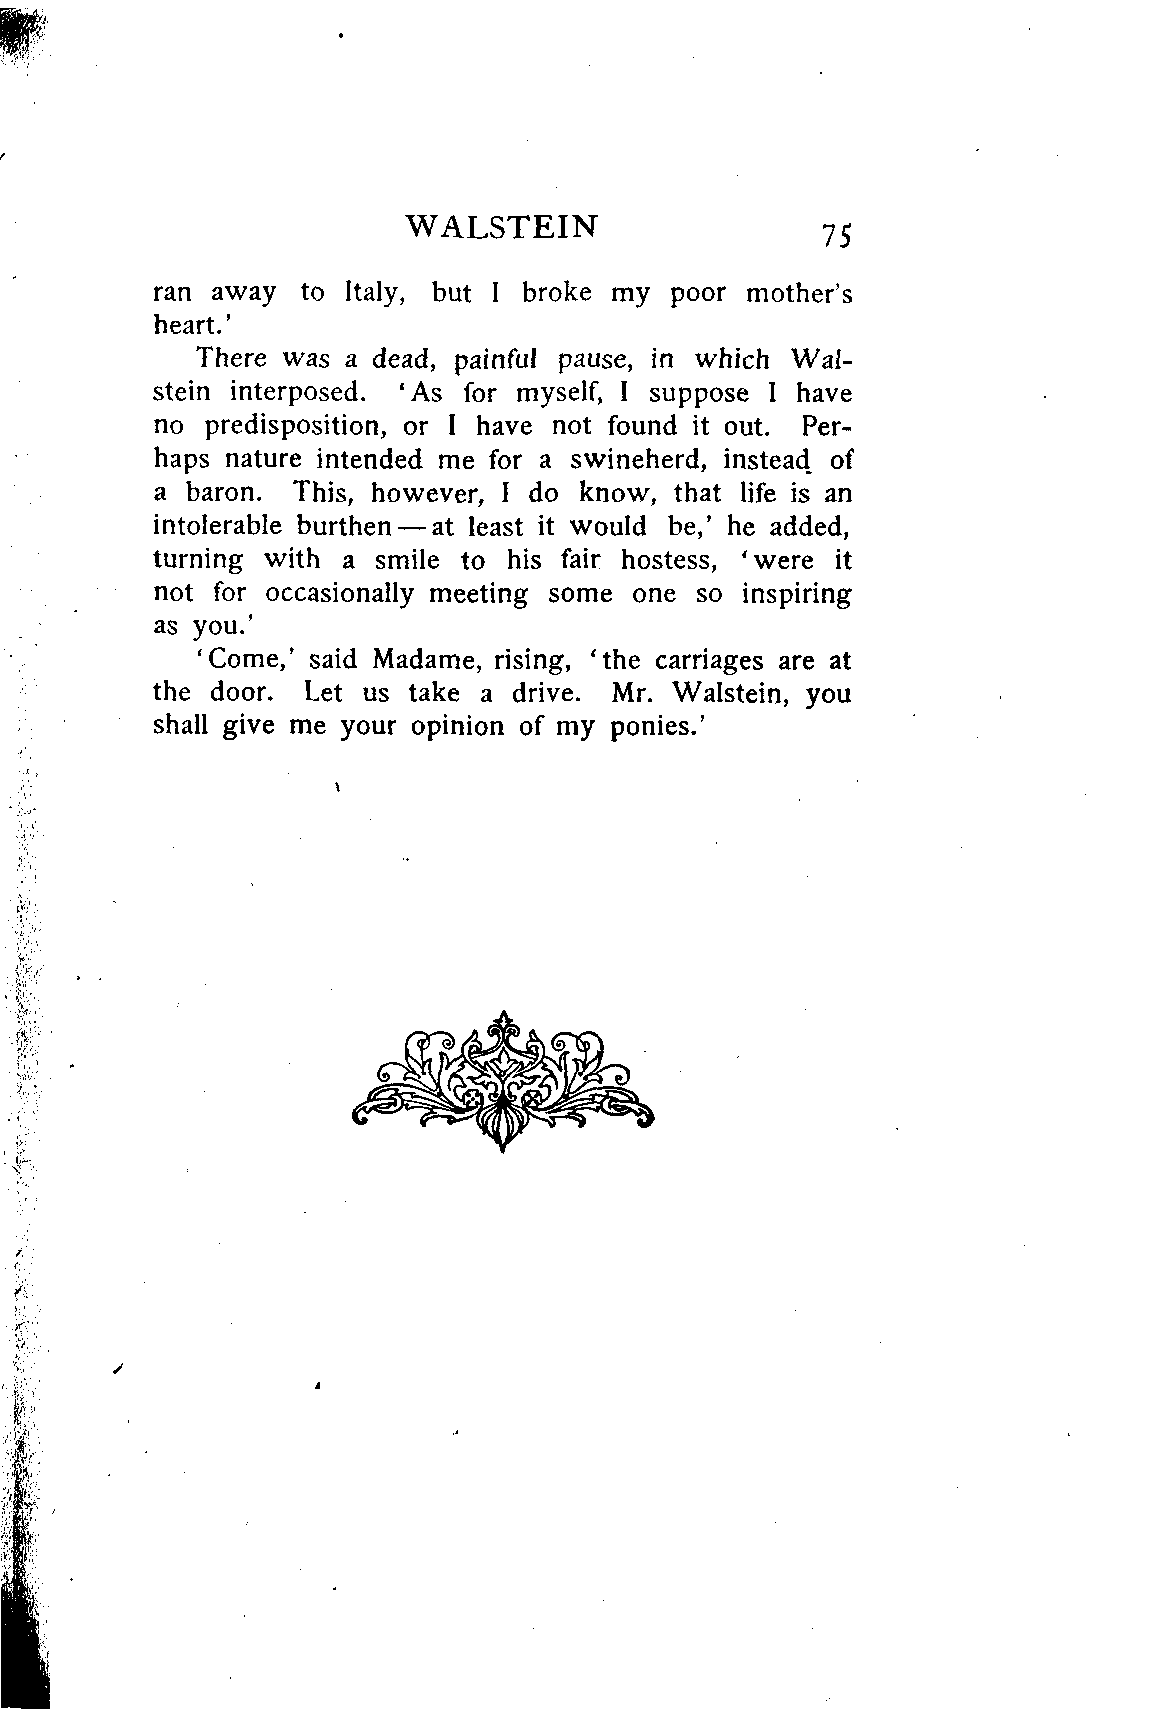 WALSTEIN 75
ran away to Italy, but I broke my poor mother's
heart.'
There was a dead, painful pause, in which Wal-
stein interposed. 'As for myself, I suppose I have
no predisposition, or I have not found it out. Per-
haps nature intended me for a swineherd, instead of
a baron. This, however, I do know, that life is an
intolerable burthen—at least it would be,' he added,
turning with a smile to his fair hostess, 'were it
not for occasionally meeting some one so inspiring
as you.'
'Come,' said Madame, rising, 'the carriages are at
the door. Let us take a drive. Mr. Walstein, you
shall give me your opinion of my ponies.'